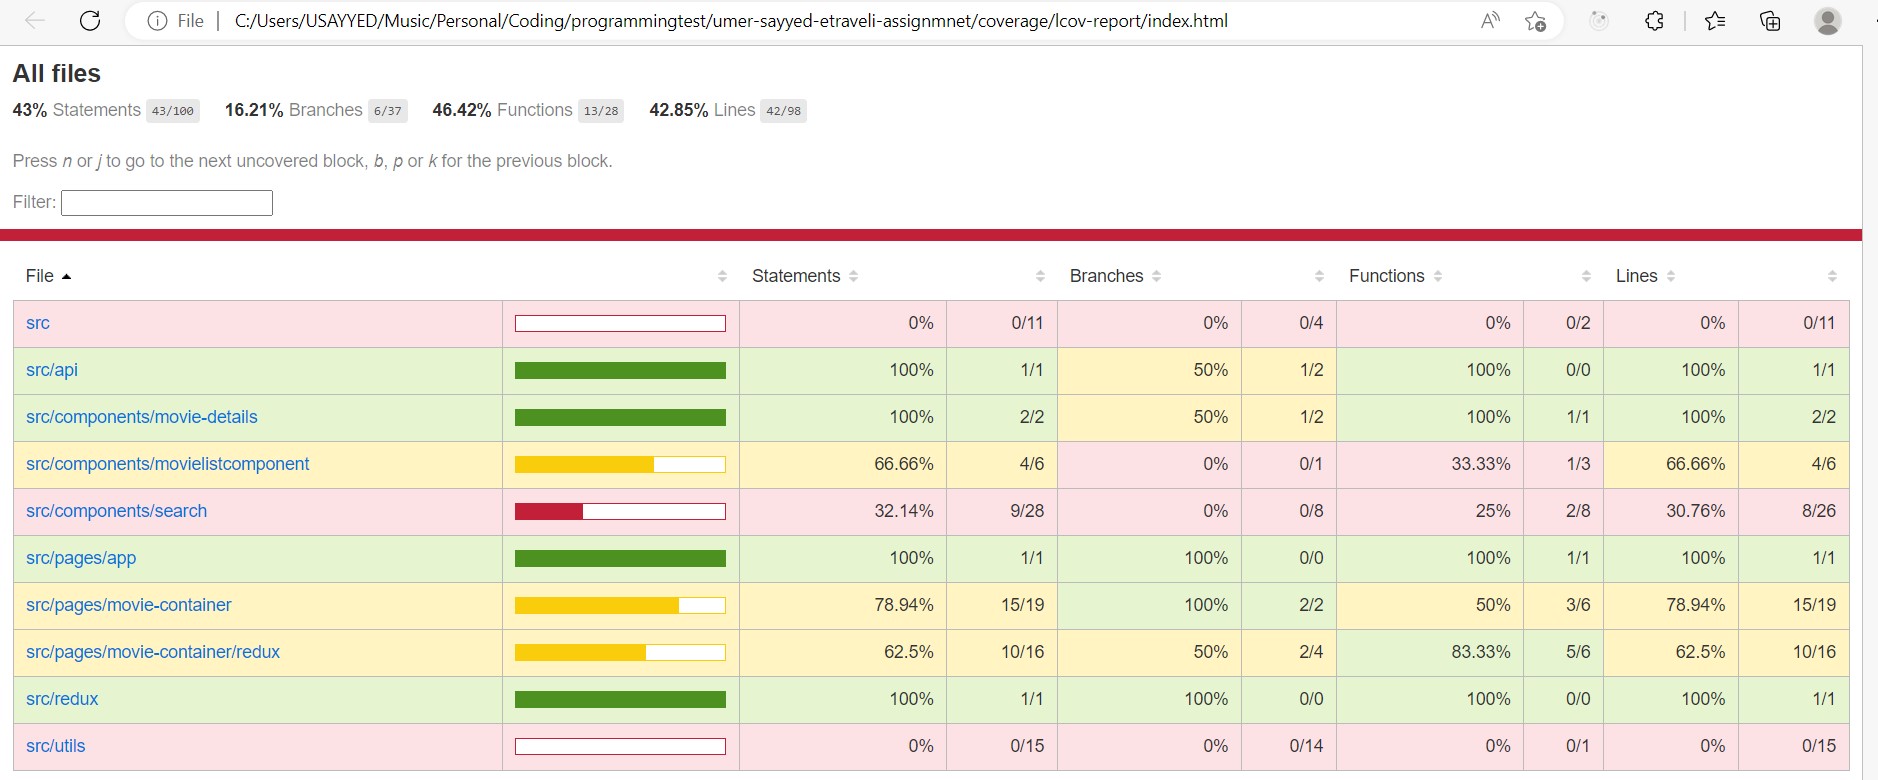 File C:/Users/USAYYED/Music/Personal/Coding/programmingtest/umer-sayyed-etraveli-assignmnet/coverage/lcov-report/index.html
All files
43% Statements 43/100 16.21% Branches 6/37 46.42% Functions 13/28 42.85% Lines 42/98
Press n or j to go to the next uncovered block, b, p or k for the previous block.
Filter:
File Statements Branches Functions Lines
src 0% 0/11 0% 0/4 0% 0/2 0% 0/11
src/api 100% 1/1 50% 1/2 100% 0/0 100% 1/1
src/components/movie-details 100% 2/2 50% 1/2 100% 1/1 100% 2/2
src/components/movielistcomponent 66.66% 4/6 0% 0/1 33.33% 1/3 66.66% 4/6
src/components/search 32.14% 9/28 0% 0/8 25% 2/8 30.76% 8/26
src/pages/app 100% 1/1 100% 0/0 100% 1/1 100% 1/1
src/pages/movie-container 78.94% 15/19 100% 2/2 50% 3/6 78.94% 15/19
src/pages/movie-container/redux 62.5% 10/16 50% 2/4 83.33% 5/6 62.5% 10/16
src/redux 100% 1/1 100% 0/0 100% 0/0 100% 1/1
src/utils 0% 0/15 0% 0/14 0% 0/1 0% 0/15